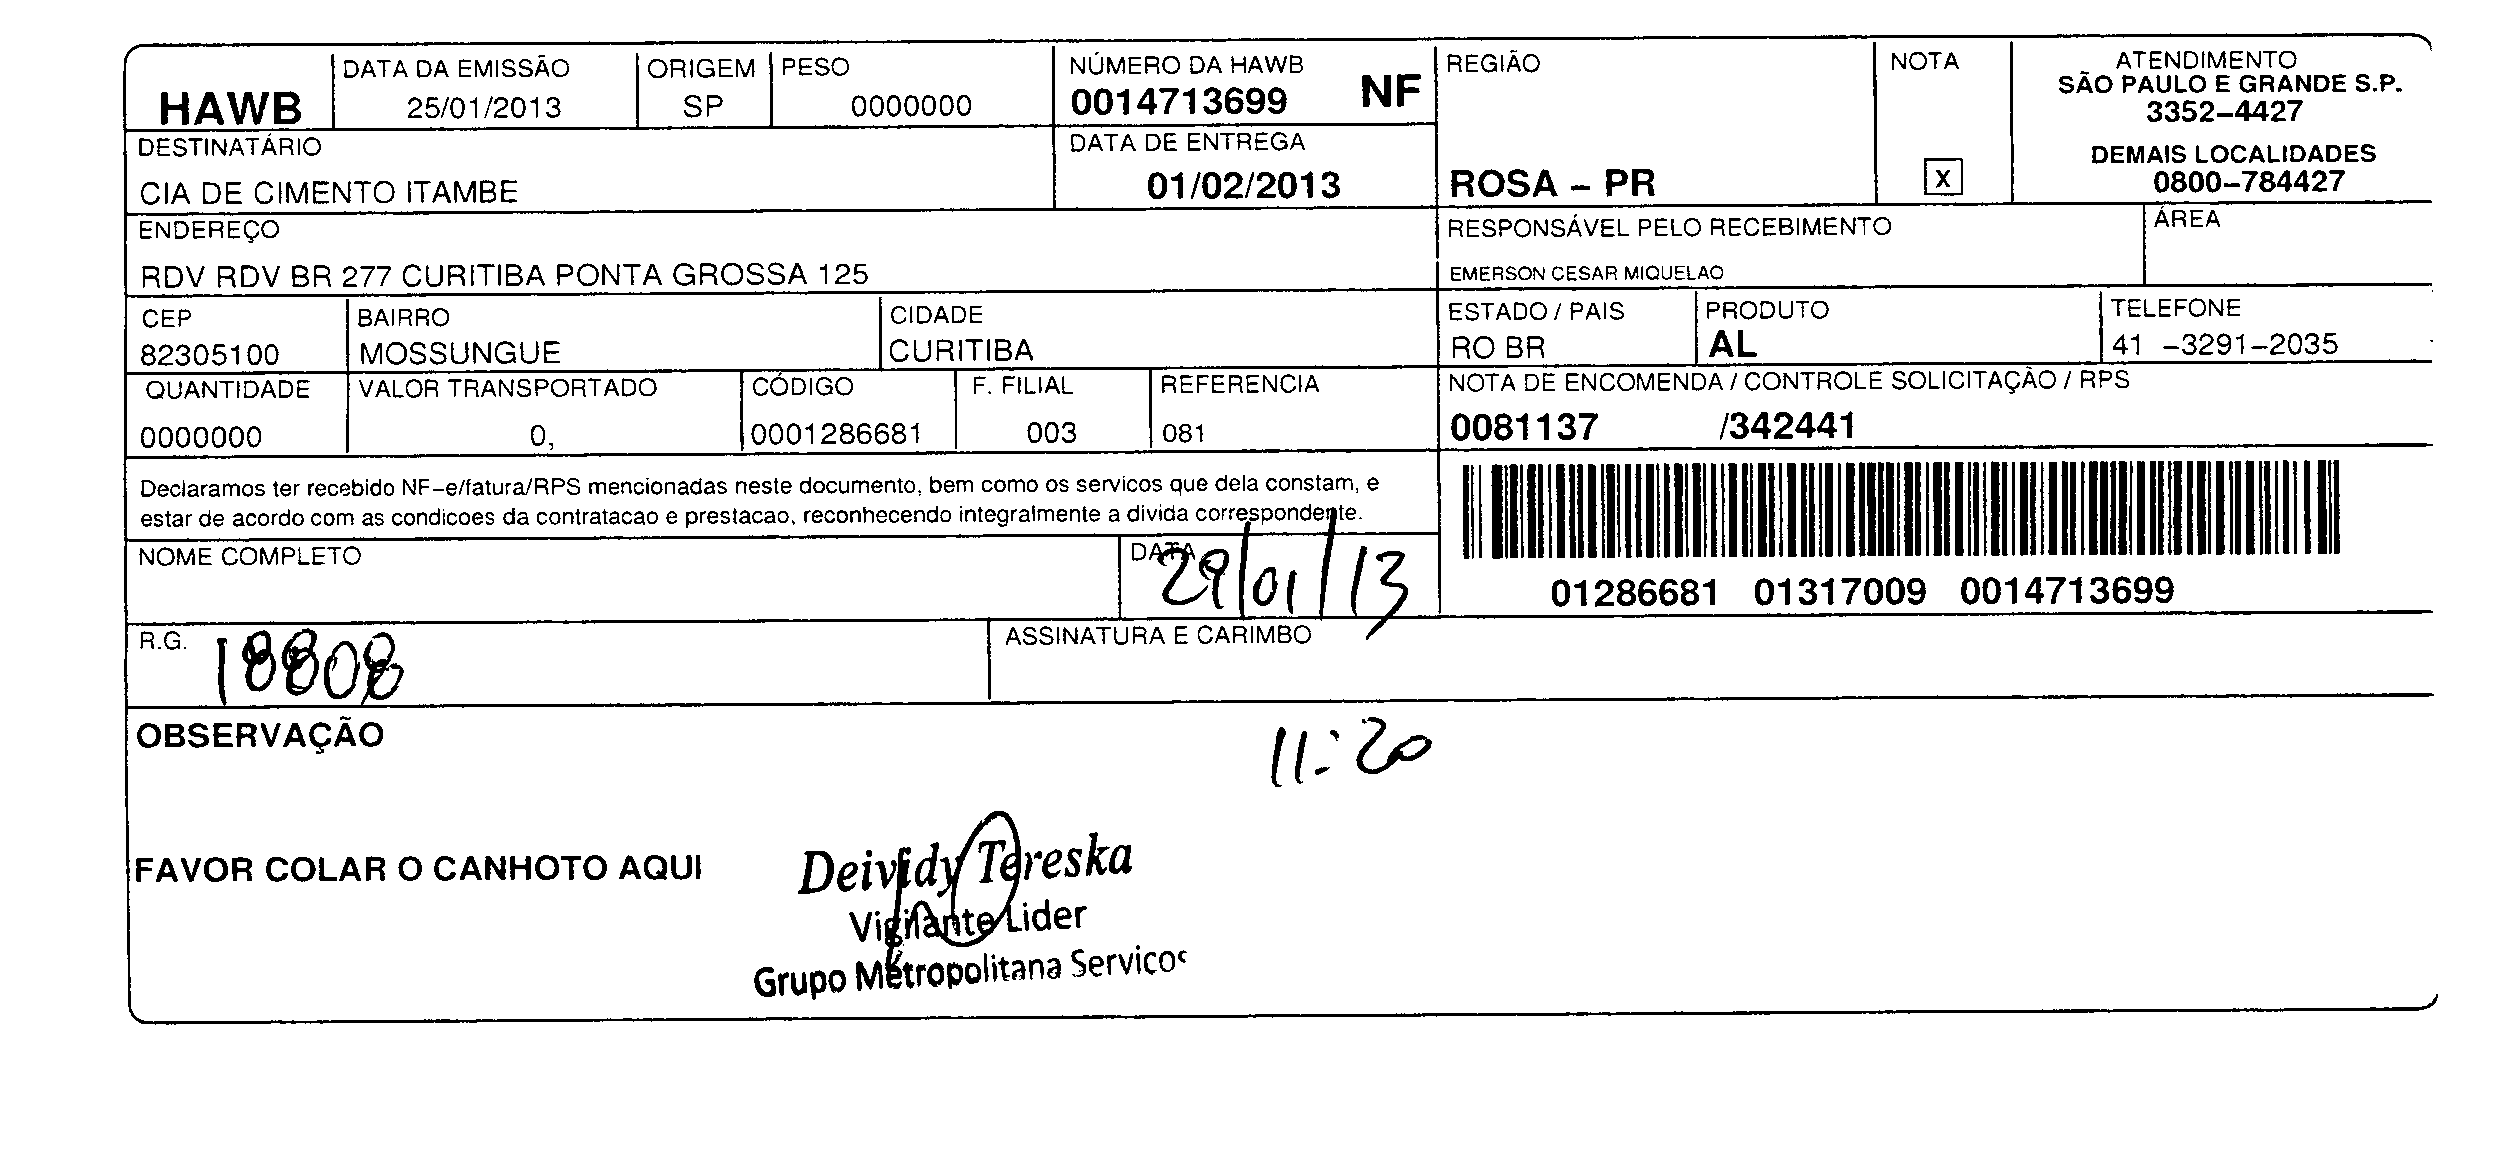 HAWB
DATA DA EMISSÃO
25/01/2013
ORIGEM
SP
PESO
0000000
NÚMERO DA HAWB
0014713699 NF
DATA DE ENTREGA
01/02/2013
REGIÃO
ROSA – PR
NOTA
X
ATENDIMENTO
SÃO PAULO E GRANDE S.P.
3352–4427
DEMAIS LOCALIDADES
0800–784427
DESTINATÁRIO
CIA DE CIMENTO ITAMBE
ENDEREÇO
RDV RDV BR 277 CURITIBA PONTA GROSSA 125
RESPONSÁVEL PELO RECEBIMENTO
EMERSON CESAR MIQUELAO
ÁREA
CEP
82305100
BAIRRO
MOSSUNGUE
CIDADE
CURITIBA
ESTADO / PAIS
RO BR
PRODUTO
AL
TELEFONE
41 –3291–2035
QUANTIDADE
0000000
VALOR TRANSPORTADO
0,
CÓDIGO
0001286681
F. FILIAL
003
REFERENCIA
081
NOTA DE ENCOMENDA / CONTROLE SOLICITAÇÃO / RPS
0081137 /342441
Declaramos ter recebido NF–e/fatura/RPS mencionadas neste documento, bem como os servicos que dela constam, e
estar de acordo com as condicoes da contratacao e prestacao, reconhecendo integralmente a divida correspondente.
01286681 01317009 0014713699
NOME COMPLETO
DATA
29/01/13
R.G.
18808
ASSINATURA E CARIMBO
OBSERVAÇÃO
11:20
FAVOR COLAR O CANHOTO AQUI
Deividy Tereska
Vigilante Lider
Grupo Metropolitana Servicos